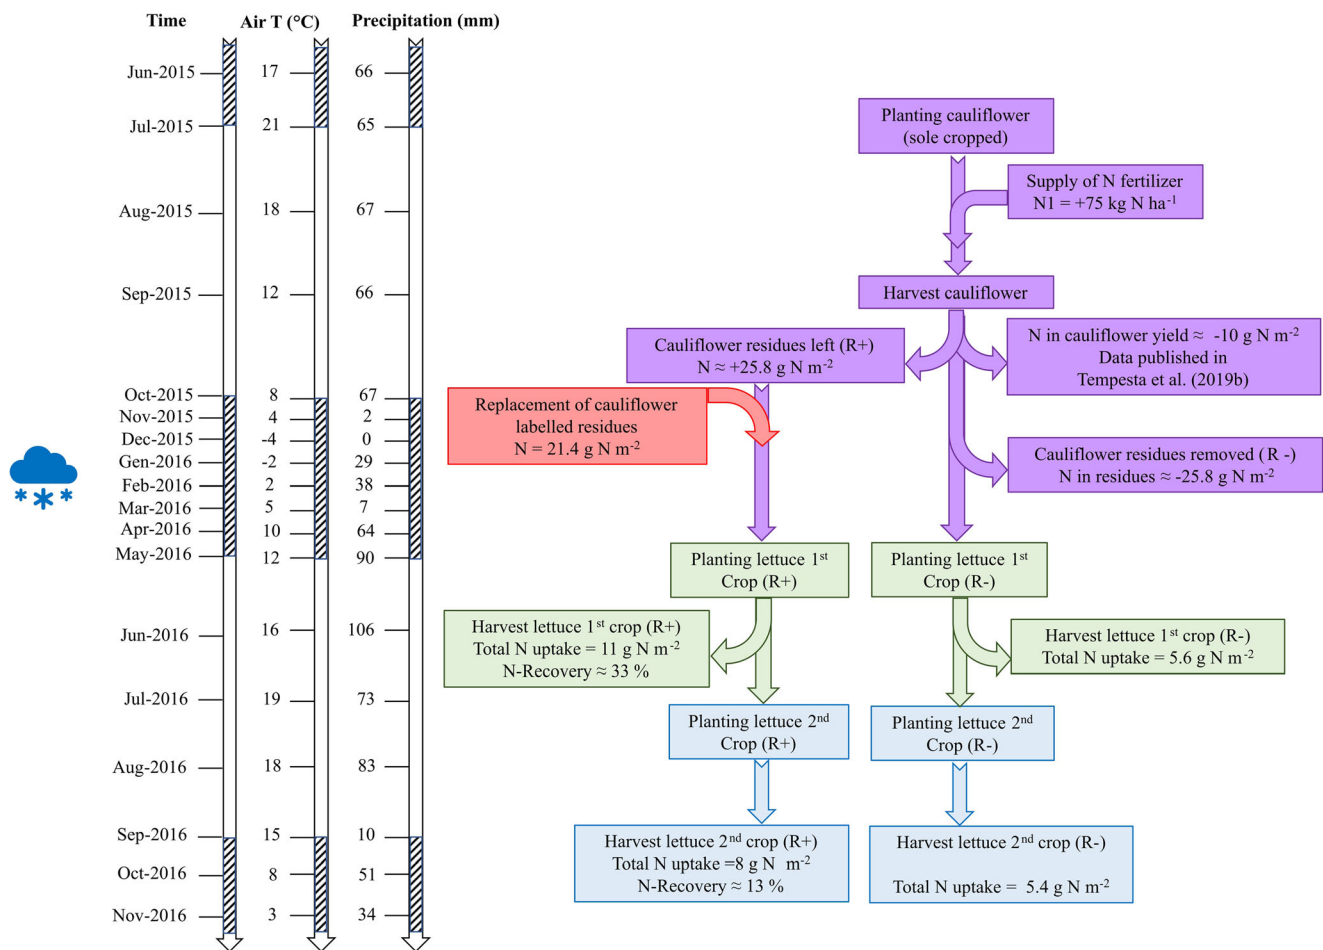 Time Air T (°C) Precipitation (mm)
Jun-2015 17 66
Jul-2015 21 65
Aug-2015 18 67
Sep-2015 12 66
Oct-2015 8 67
Nov-2015 4 2
Dec-2015 -4 0
Gen-2016 -2 29
Feb-2016 2 38
Mar-2016 5 7
Apr-2016 10 64
May-2016 12 90
Jun-2016 16 106
Jul-2016 19 73
Aug-2016 18 83
Sep-2016 15 10
Oct-2016 8 51
Nov-2016 3 34
Planting cauliflower
(sole cropped)
Supply of N fertilizer
N1 = +75 kg N ha-1
Harvest cauliflower
Cauliflower residues left (R+)
N ≈ +25.8 g N m-2
N in cauliflower yield ≈ -10 g N m-2
Data published in
Tempesta et al. (2019b)
Replacement of cauliflower
labelled residues
N = 21.4 g N m-2
Cauliflower residues removed (R -)
N in residues ≈ -25.8 g N m-2
Planting lettuce 1st
Crop (R+)
Planting lettuce 1st
Crop (R-)
Harvest lettuce 1st crop (R+)
Total N uptake = 11 g N m-2
N-Recovery ≈ 33 %
Harvest lettuce 1st crop (R-)
Total N uptake = 5.6 g N m-2
Planting lettuce 2nd
Crop (R+)
Planting lettuce 2nd
Crop (R-)
Harvest lettuce 2nd crop (R+)
Total N uptake =8 g N m-2
N-Recovery ≈ 13 %
Harvest lettuce 2nd crop (R-)
Total N uptake = 5.4 g N m-2